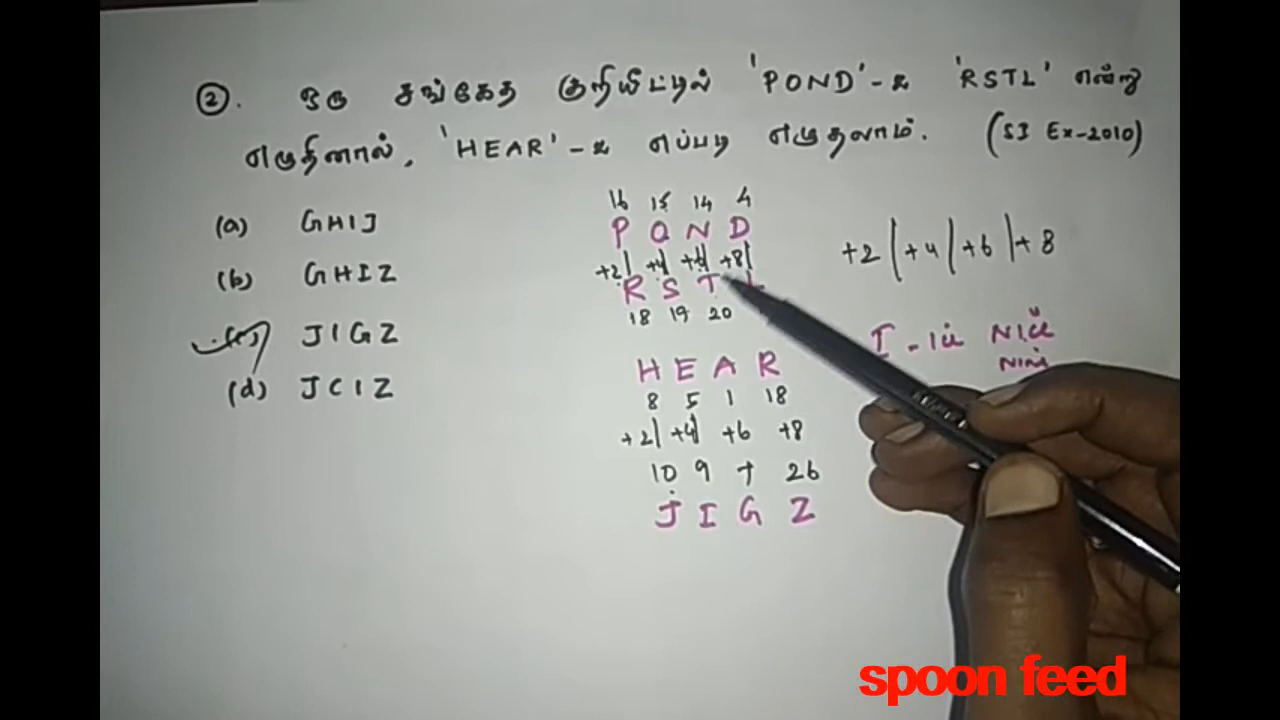 (2). ஒரு சங்கேத குறியீட்டில் 'POND'-ஐ 'RSTL' என்று
எழுதினால், 'HEAR'-ஐ எப்படி எழுதலாம். (SI Ex-2010)
(a) GHIJ
(b) GHIZ
(c) JIGZ
(d) JCIZ
16 15 14 4
P O N D
+2 +4 +6 +8
R S T L
18 19 20
H E A R
8 5 1 18
+2 +4 +6 +8
10 9 7 26
J I G Z
+2 +4 +6 +8
spoon feed